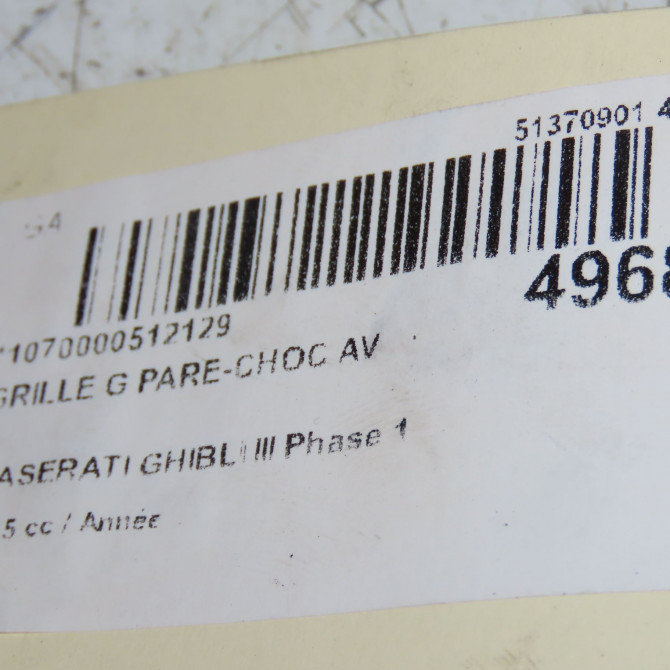 51370901 4
4968
*1070000512129
GRILLE G PARE-CHOC AV
ASERATI GHIBLI III Phase 1
5 cc / Année